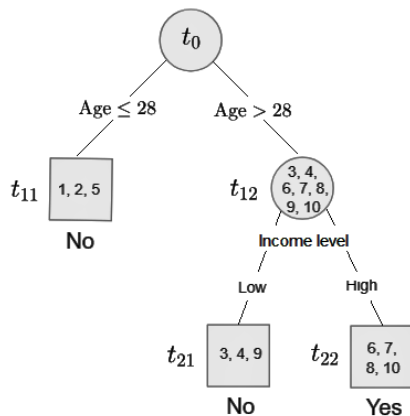 t0
Age ≤ 28
Age > 28
t11
1, 2, 5
No
t12
3, 4,
6, 7, 8,
9, 10
Income level
Low
High
t21
3, 4, 9
No
t22
6, 7,
8, 10
Yes